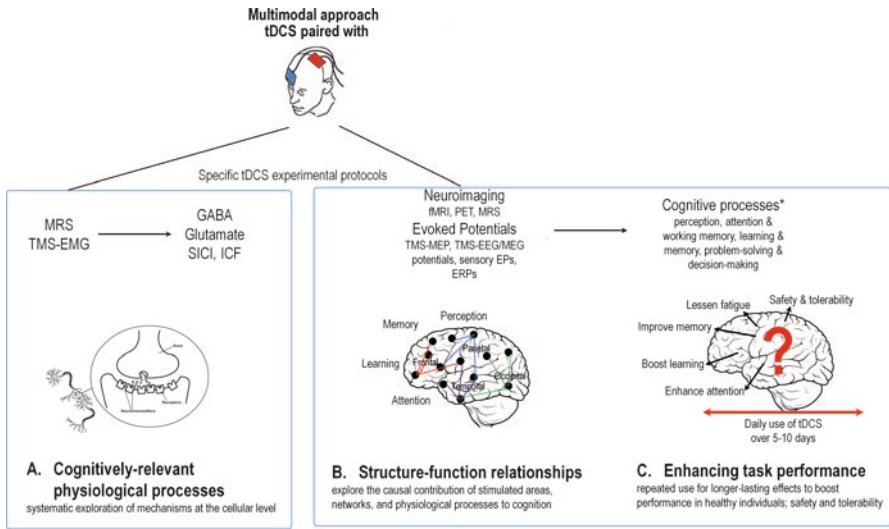 Multimodal approach
tDCS paired with
Specific tDCS experimental protocols
MRS
TMS-EMG
GABA
Glutamate
SICI, ICF
Axon
Neurotransmitters
Receptors
A. Cognitively-relevant
physiological processes
systematic exploration of mechanisms at the cellular level
Neuroimaging
fMRI, PET, MRS
Evoked Potentials
TMS-MEP, TMS-EEG/MEG
potentials, sensory EPs,
ERPs
Perception
Memory
Learning
Attention
Frontal
Parietal
Temporal
Occipital
B. Structure-function relationships
explore the causal contribution of stimulated areas,
networks, and physiological processes to cognition
Cognitive processes*
perception, attention &
working memory, learning &
memory, problem-solving &
decision-making
Lessen fatigue
Safety & tolerability
Improve memory
?
Boost learning
Enhance attention
Daily use of tDCS
over 5-10 days
C. Enhancing task performance
repeated use for longer-lasting effects to boost
performance in healthy individuals; safety and tolerability